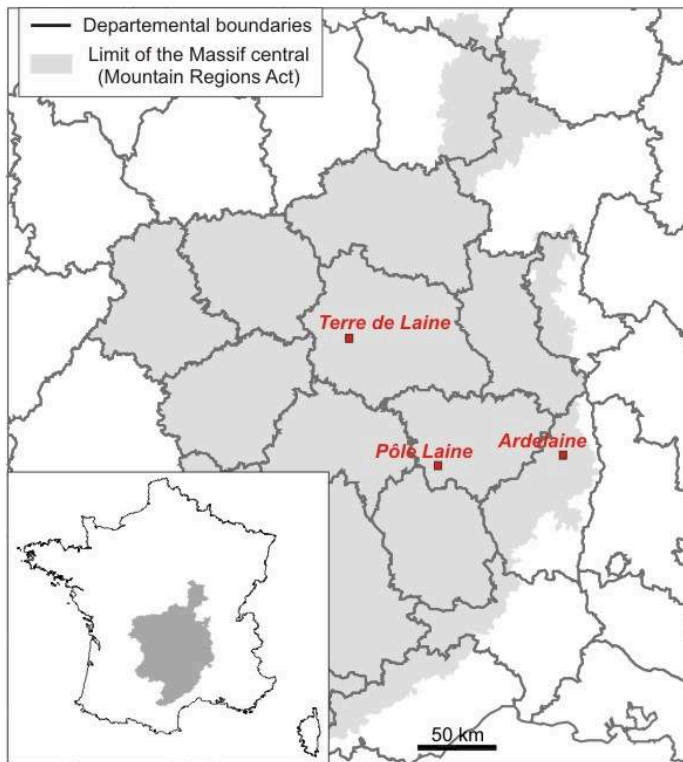 Departemental boundaries
Limit of the Massif central
(Mountain Regions Act)
Terre de Laine
Pôle Laine
Ardelaine
50 km